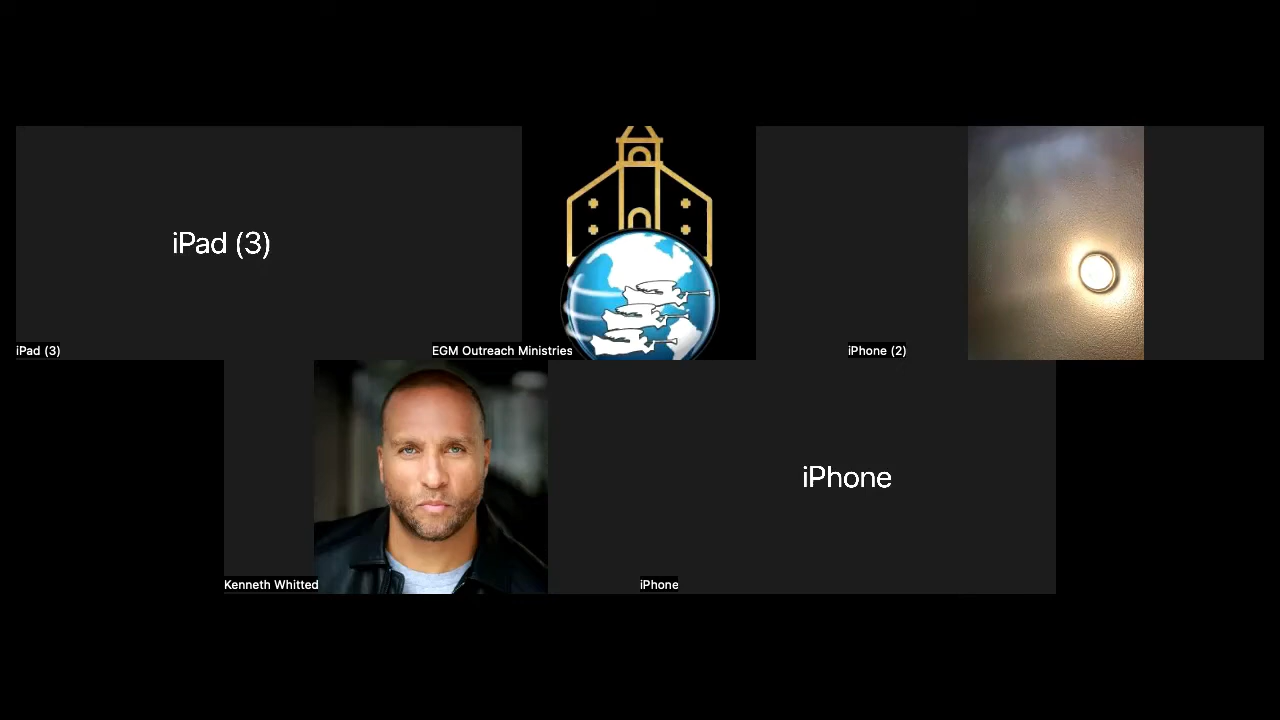 iPad (3)
iPad (3)
EGM Outreach Ministries
iPhone (2)
Kenneth Whitted
iPhone
iPhone